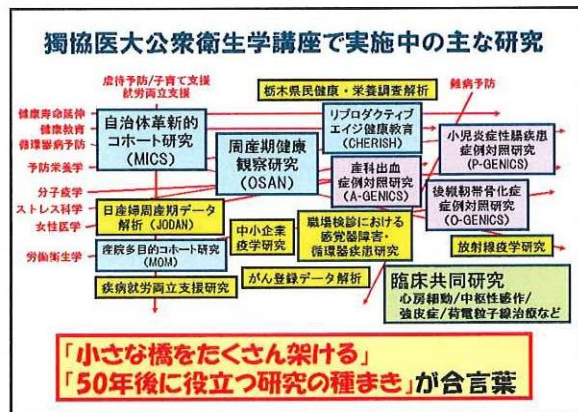 獨協医大公衆衛生学講座で実施中の主な研究
虐待予防/子育て支援
就労両立支援
難病予防
栃木県民健康・栄養調査解析
健康寿命延伸
健康教育
循環器病予防
予防栄養学
分子疫学
ストレス科学
女性医学
労働衛生学
自治体革新的
コホート研究
(MICS)
周産期健康
観察研究
(OSAN)
リプロダクティブ
エイジ健康教育
(CHERISH)
小児炎症性腸疾患
症例対照研究
(P-GENICS)
産科出血
症例対照研究
(A-GENICS)
後縦靭帯骨化症
症例対照研究
(O-GENICS)
日産婦周産期データ
解析(JODAN)
中小企業
疫学研究
職場検診における
感覚器障害・
循環器疾患研究
放射線疫学研究
産院多目的コホート研究
(MOM)
疾病就労両立支援研究
がん登録データ解析
臨床共同研究
心房細動/中枢性感作/
強皮症/荷電粒子線治療など
「小さな橋をたくさん架ける」
「50年後に役立つ研究の種まき」が合言葉